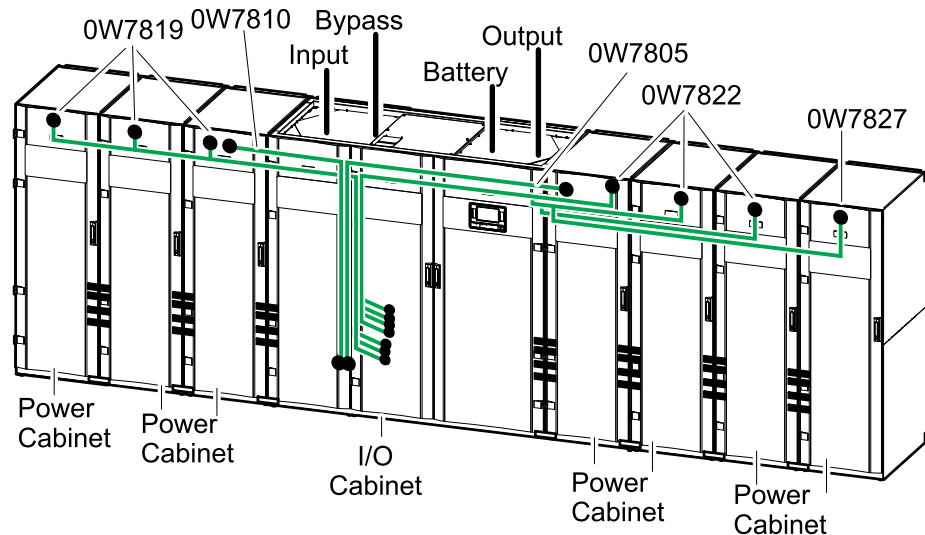 0W7819
0W7810
Bypass
Input
Output
Battery
0W7805
0W7822
0W7827
Power
Cabinet
Power
Cabinet
I/O
Cabinet
Power
Cabinet
Power
Cabinet